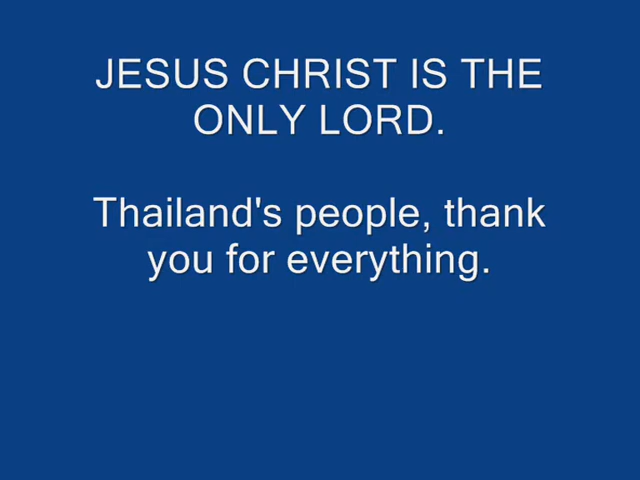 JESUS CHRIST IS THE
ONLY LORD.
Thailand's people, thank
you for everything.